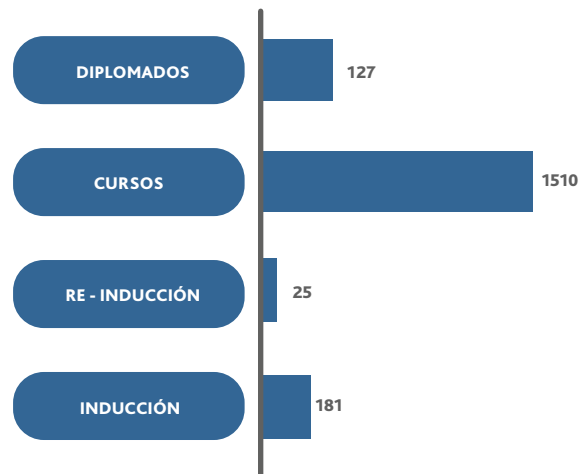 DIPLOMADOS 127
CURSOS 1510
RE - INDUCCIÓN 25
INDUCCIÓN 181